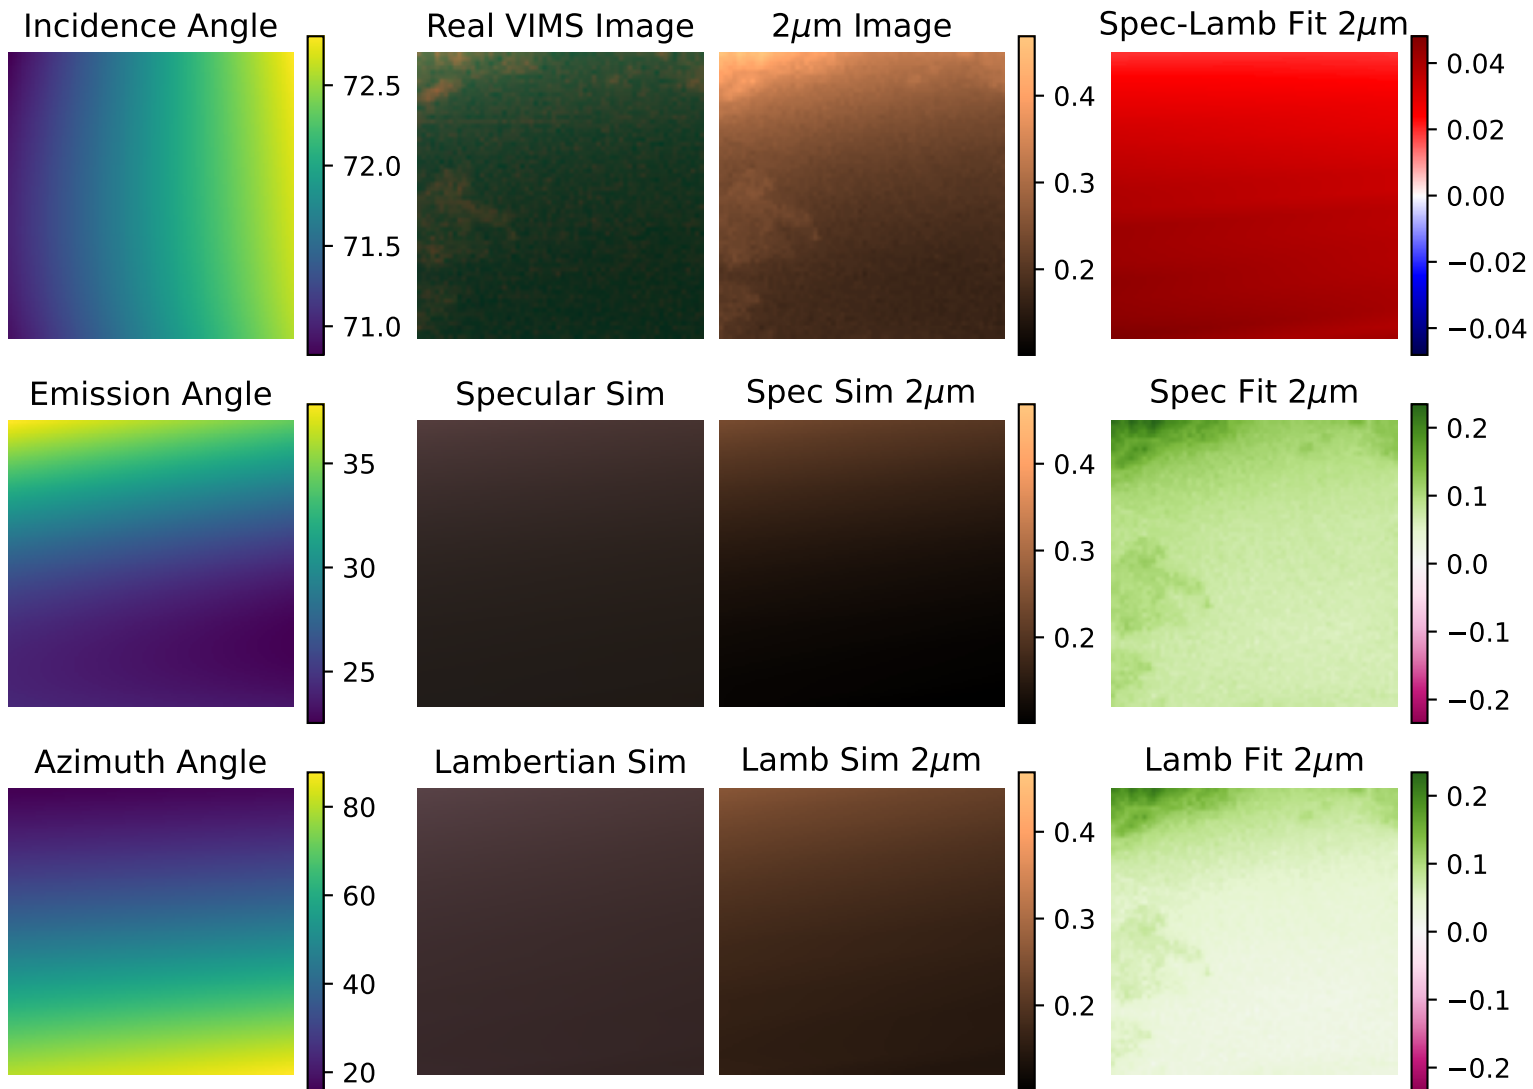 Incidence Angle
72.5
72.0
71.5
71.0
Real VIMS Image
2μm Image
0.4
0.3
0.2
Spec-Lamb Fit 2μm
0.04
0.02
0.00
−0.02
−0.04
Emission Angle
35
30
25
Specular Sim
Spec Sim 2μm
0.4
0.3
0.2
Spec Fit 2μm
0.2
0.1
0.0
−0.1
−0.2
Azimuth Angle
80
60
40
20
Lambertian Sim
Lamb Sim 2μm
0.4
0.3
0.2
Lamb Fit 2μm
0.2
0.1
0.0
−0.1
−0.2